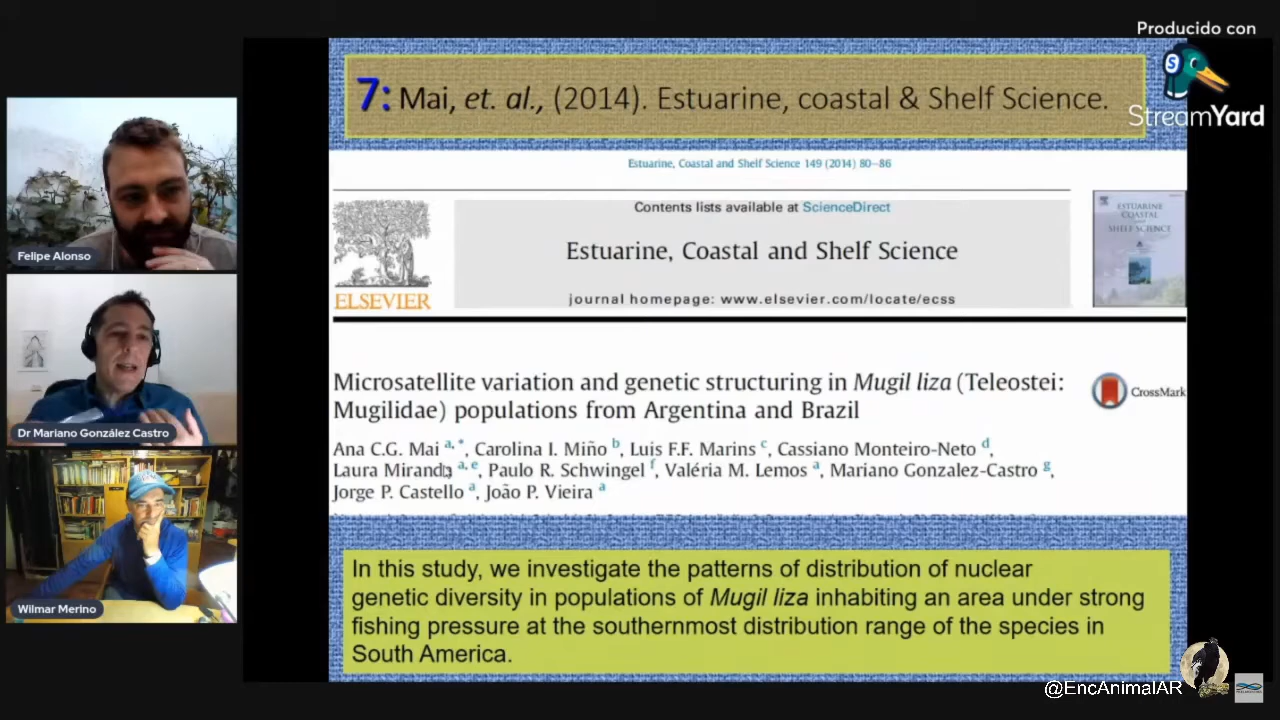 Producido con
StreamYard
7: Mai, et. al., (2014). Estuarine, coastal & Shelf Science.
Estuarine, Coastal and Shelf Science 149 (2014) 80–86
Contents lists available at ScienceDirect
Estuarine, Coastal and Shelf Science
journal homepage: www.elsevier.com/locate/ecss
ELSEVIER
ESTUARINE
COASTAL
SHELF SCIENCE
Microsatellite variation and genetic structuring in Mugil liza (Teleostei:
Mugilidae) populations from Argentina and Brazil
CrossMark
Ana C.G. Mai a, *, Carolina I. Miño b, Luis F.F. Marins c, Cassiano Monteiro-Neto d,
Laura Miranda a, e, Paulo R. Schwingel f, Valéria M. Lemos a, Mariano Gonzalez-Castro g,
Jorge P. Castello a, João P. Vieira a
In this study, we investigate the patterns of distribution of nuclear
genetic diversity in populations of Mugil liza inhabiting an area under strong
fishing pressure at the southernmost distribution range of the species in
South America.
Felipe Alonso
Dr Mariano González Castro
Wilmar Merino
@EncAnimalAR